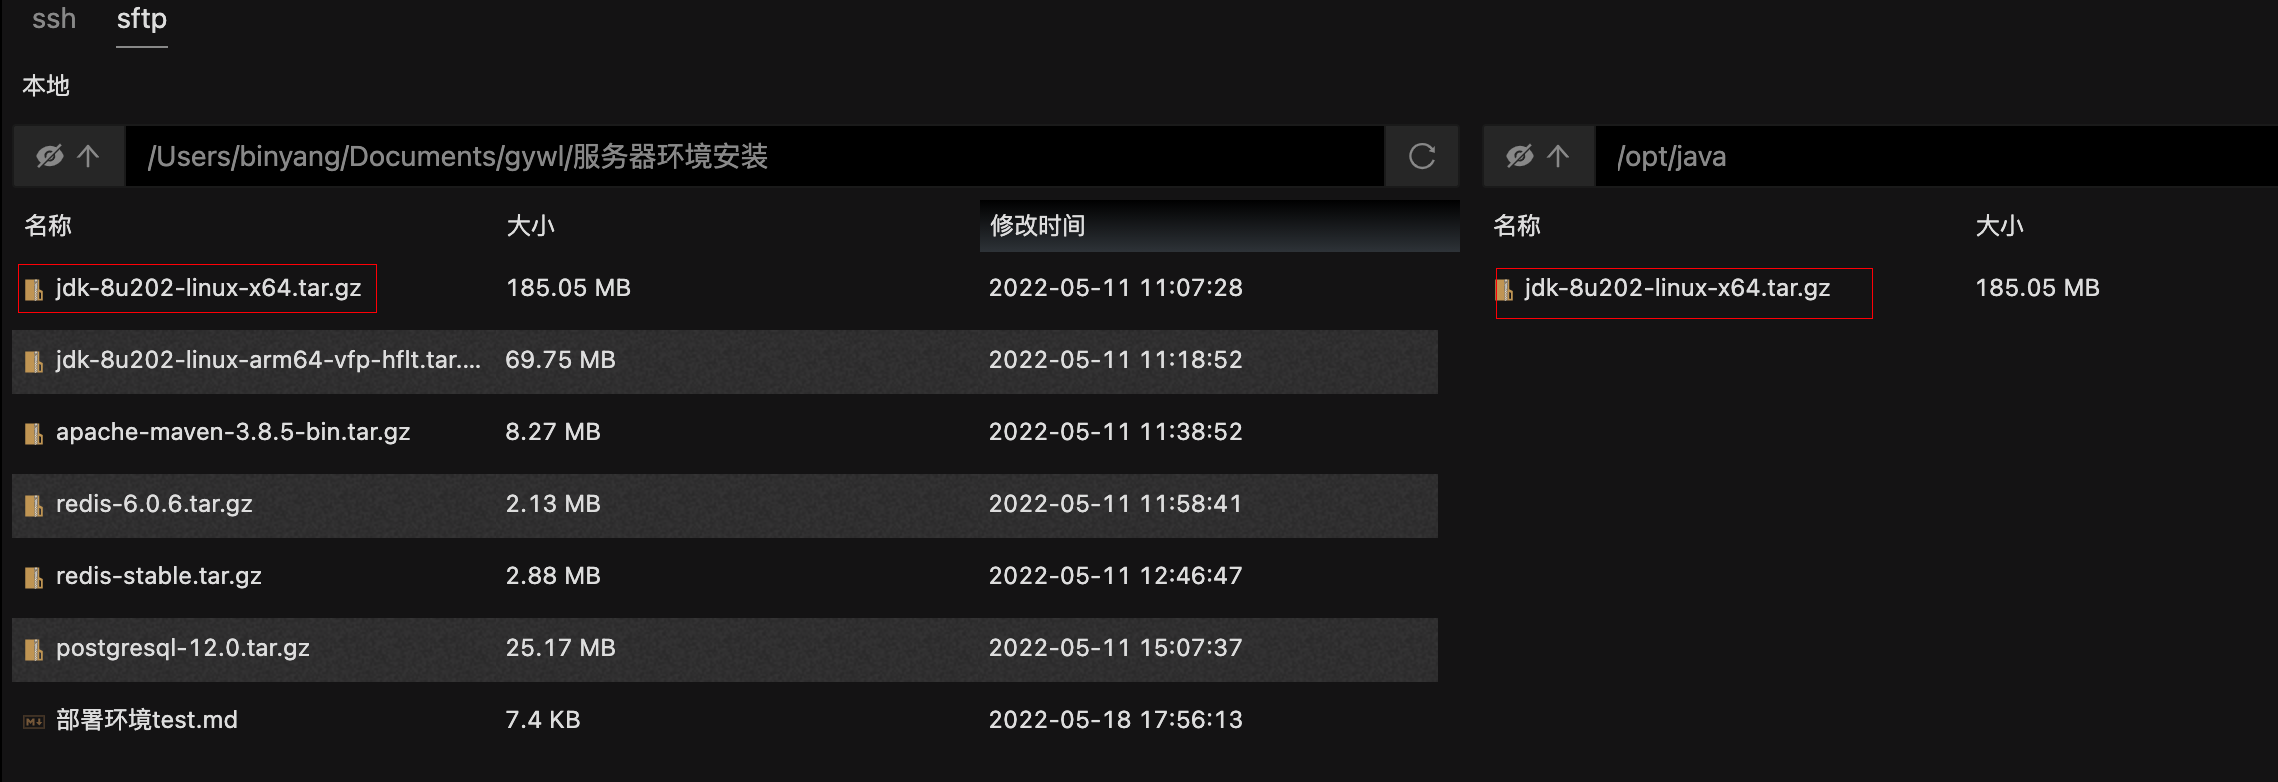 ssh sftp
本地
/Users/binyang/Documents/gywl/服务器环境安装
名称 大小 修改时间
jdk-8u202-linux-x64.tar.gz 185.05 MB 2022-05-11 11:07:28
jdk-8u202-linux-arm64-vfp-hflt.tar.... 69.75 MB 2022-05-11 11:18:52
apache-maven-3.8.5-bin.tar.gz 8.27 MB 2022-05-11 11:38:52
redis-6.0.6.tar.gz 2.13 MB 2022-05-11 11:58:41
redis-stable.tar.gz 2.88 MB 2022-05-11 12:46:47
postgresql-12.0.tar.gz 25.17 MB 2022-05-11 15:07:37
部署环境test.md 7.4 KB 2022-05-18 17:56:13
/opt/java
名称 大小
jdk-8u202-linux-x64.tar.gz 185.05 MB